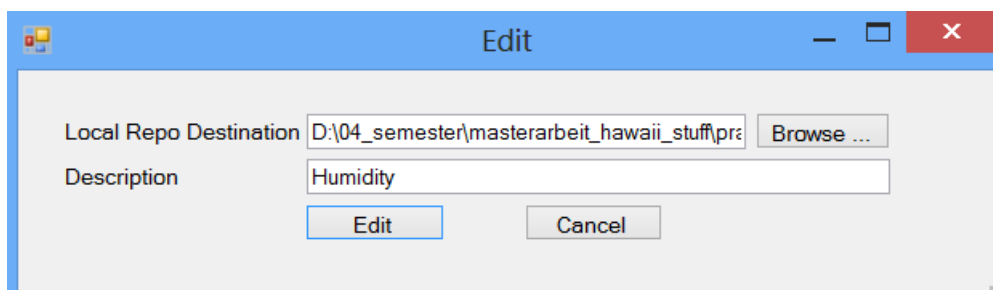 Edit
Local Repo Destination D:\04_semester\masterarbeit_hawaii_stuff\pra Browse ...
Description Humidity
Edit Cancel